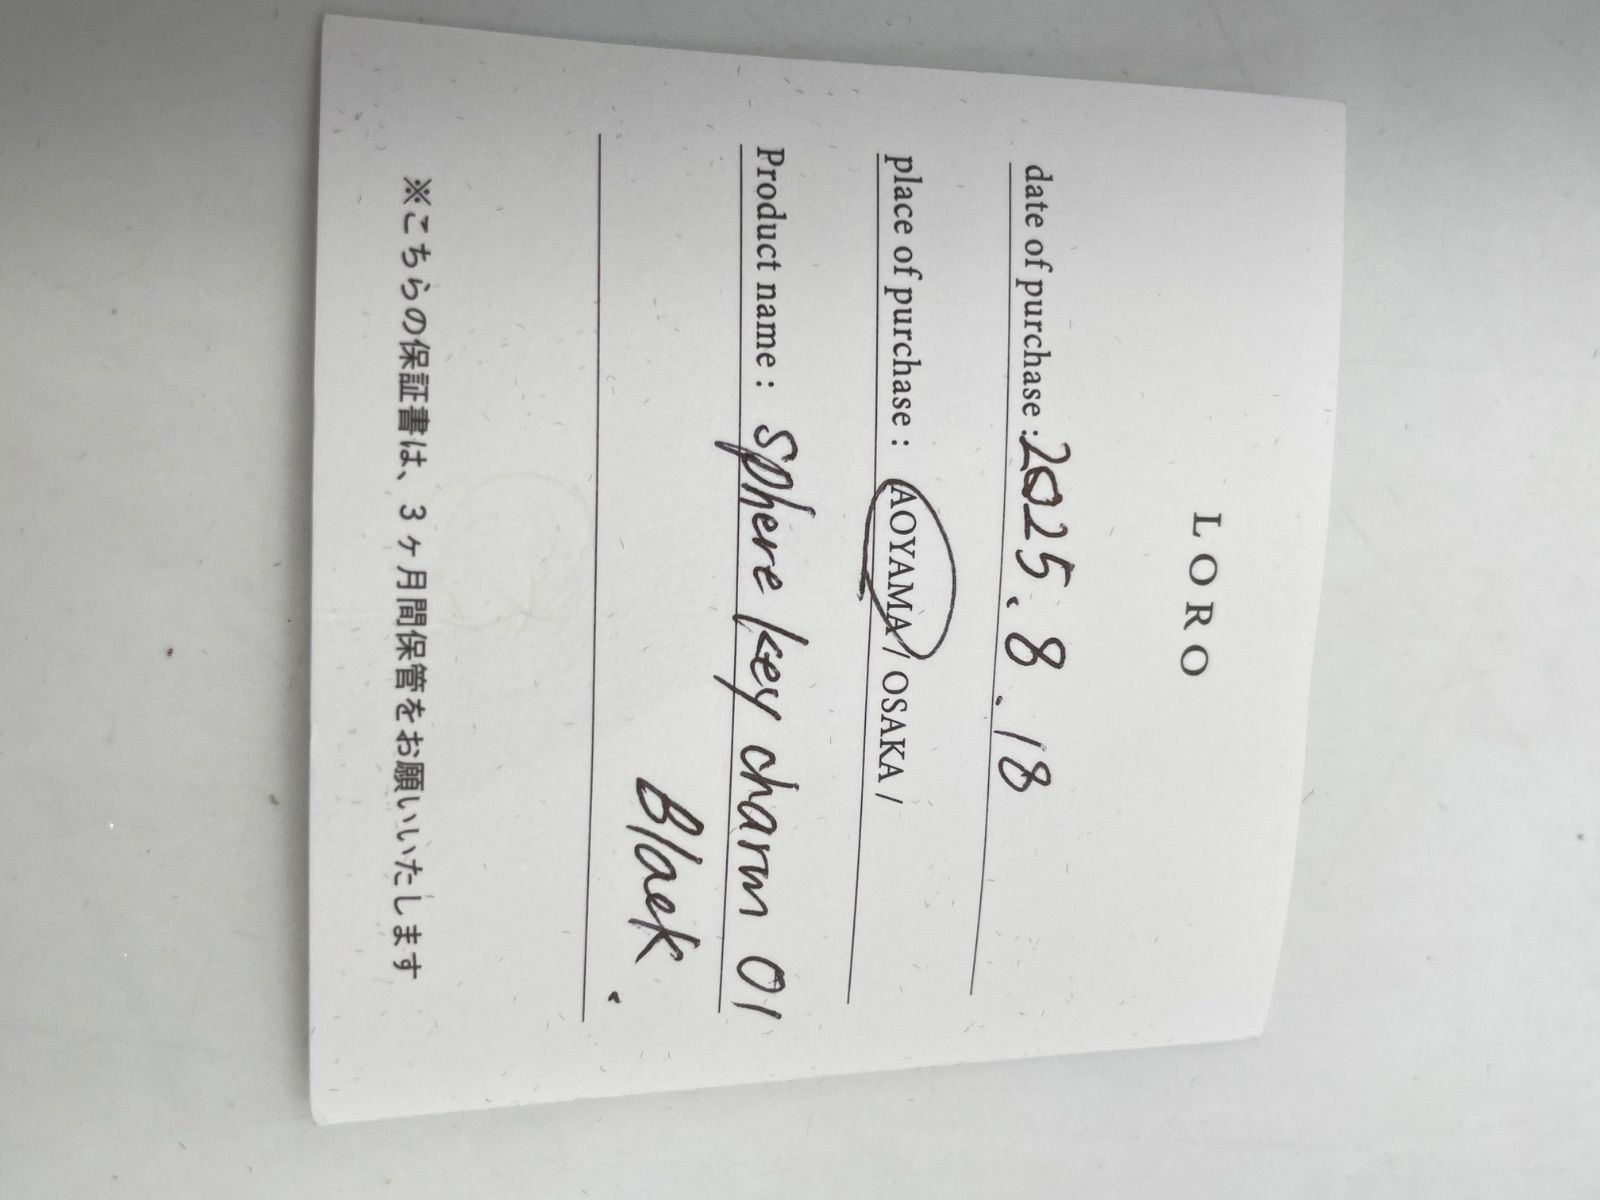 LORO
date of purchase : 2025.8.18
place of purchase : AOYAMA / OSAKA /
Product name : Sphere key charm 01
Black.
※こちらの保証書は、3ヶ月間保管をお願いいたします